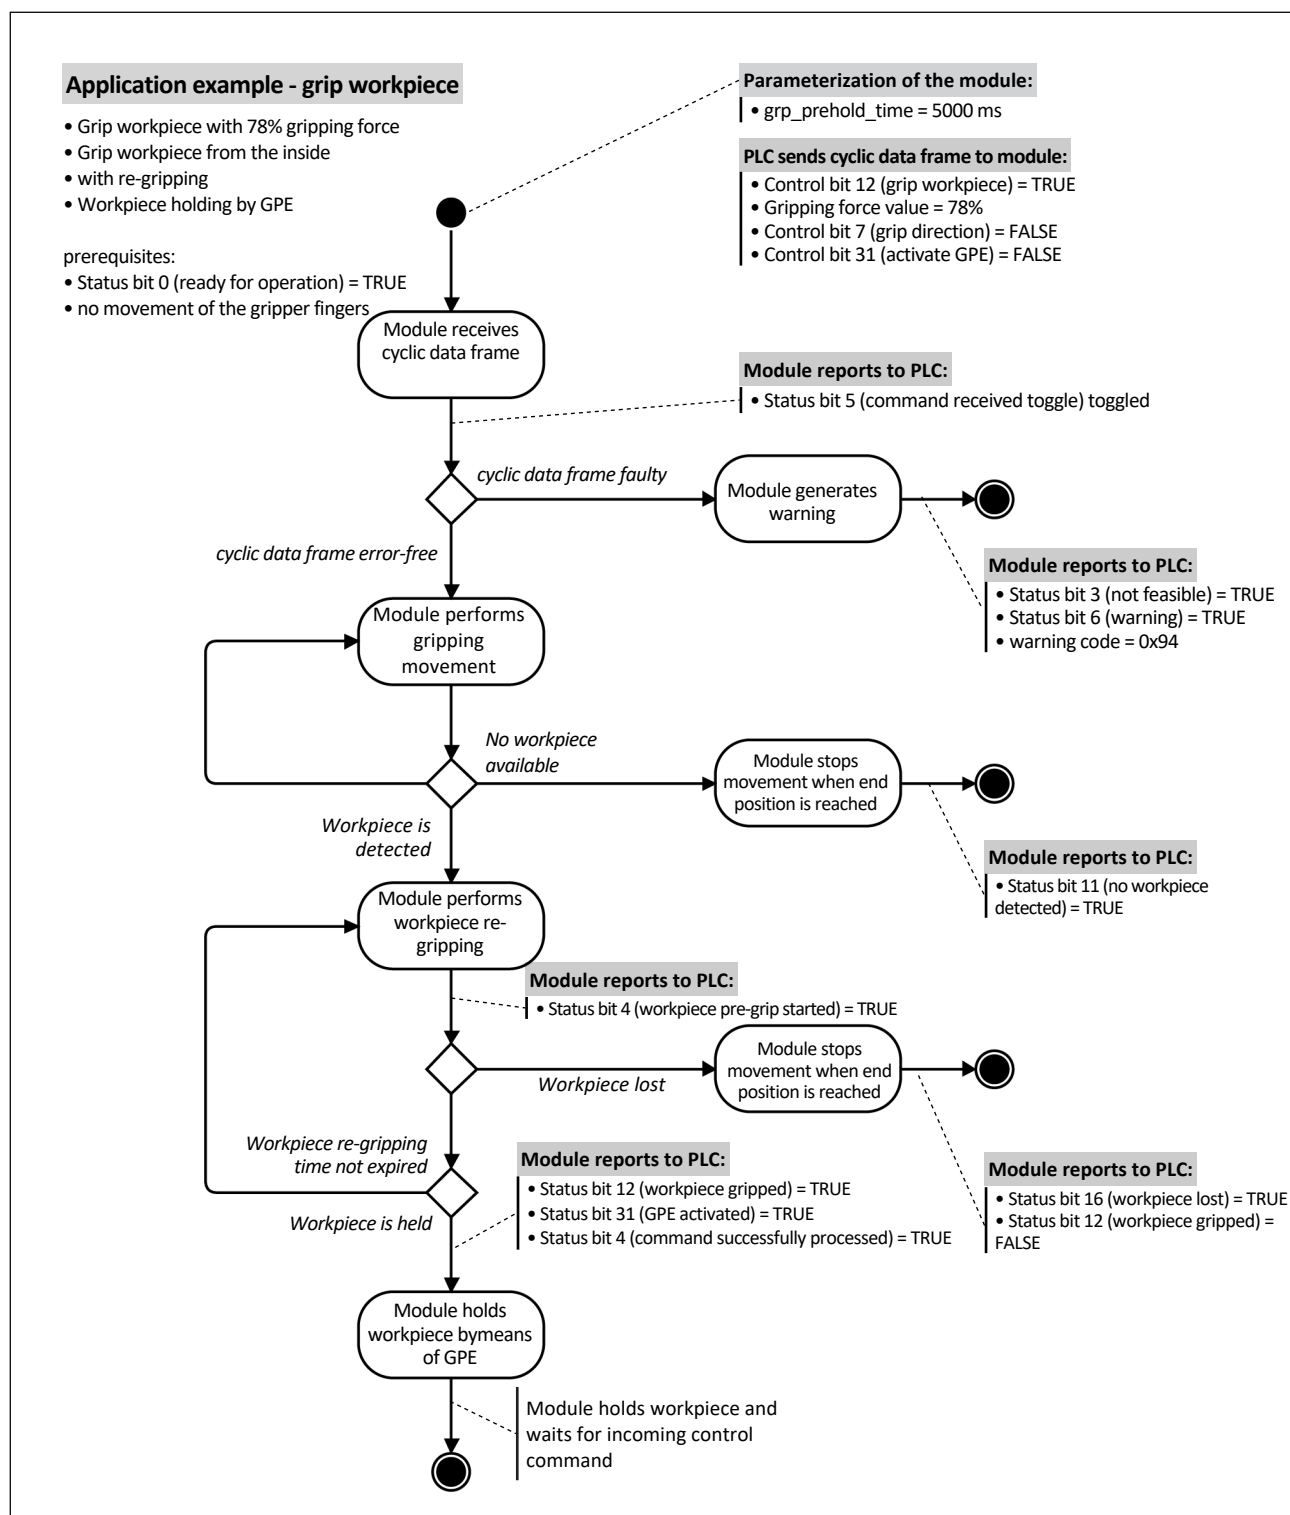 Application example - grip workpiece
• Grip workpiece with 78% gripping force
• Grip workpiece from the inside
• with re-gripping
• Workpiece holding by GPE
prerequisites:
• Status bit 0 (ready for operation) = TRUE
• no movement of the gripper fingers
Parameterization of the module:
• grp_prehold_time = 5000 ms
PLC sends cyclic data frame to module:
• Control bit 12 (grip workpiece) = TRUE
• Gripping force value = 78%
• Control bit 7 (grip direction) = FALSE
• Control bit 31 (activate GPE) = FALSE
Module receives
cyclic data frame
Module reports to PLC:
• Status bit 5 (command received toggle) toggled
cyclic data frame faulty
Module generates
warning
cyclic data frame error-free
Module reports to PLC:
• Status bit 3 (not feasible) = TRUE
• Status bit 6 (warning) = TRUE
• warning code = 0x94
Module performs
gripping
movement
No workpiece
available
Module stops
movement when end
position is reached
Workpiece is
detected
Module reports to PLC:
• Status bit 11 (no workpiece
detected) = TRUE
Module performs
workpiece re-
gripping
Module reports to PLC:
• Status bit 4 (workpiece pre-grip started) = TRUE
Workpiece lost
Module stops
movement when end
position is reached
Workpiece re-gripping
time not expired
Module reports to PLC:
• Status bit 12 (workpiece gripped) = TRUE
• Status bit 31 (GPE activated) = TRUE
• Status bit 4 (command successfully processed) = TRUE
Module reports to PLC:
• Status bit 16 (workpiece lost) = TRUE
• Status bit 12 (workpiece gripped) =
FALSE
Workpiece is held
Module holds
workpiece bymeans
of GPE
Module holds workpiece and
waits for incoming control
command